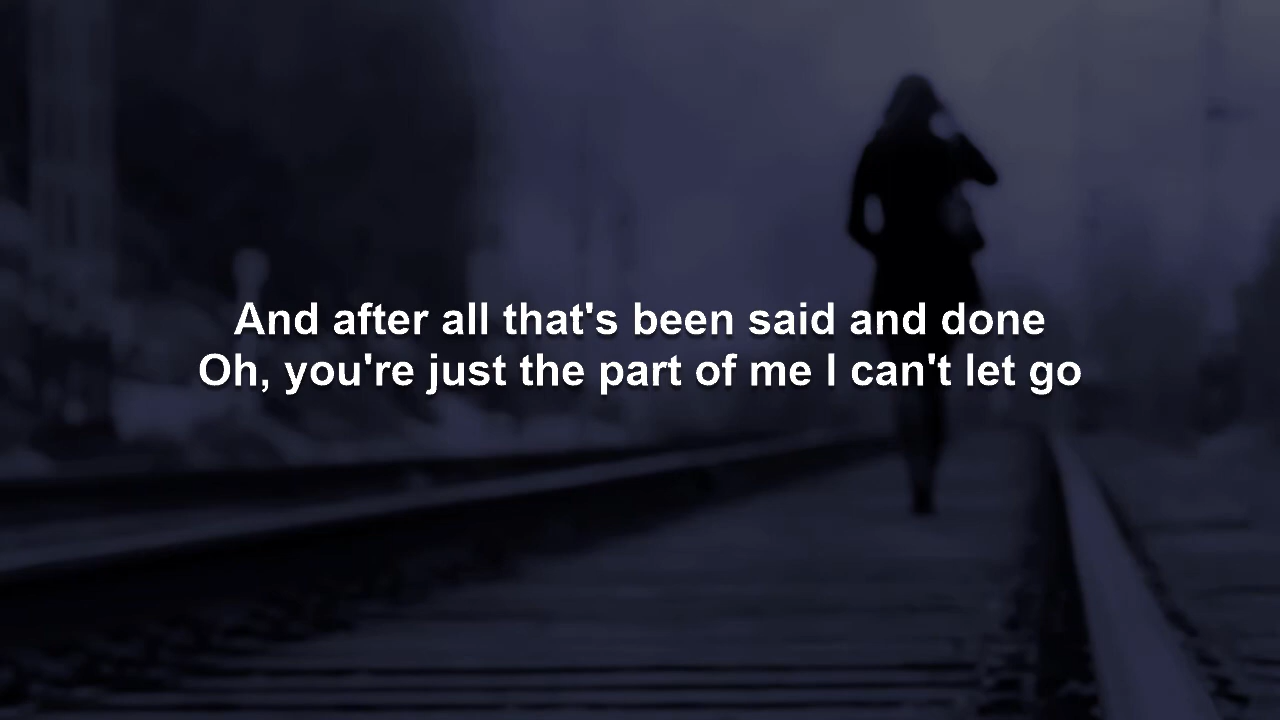 And after all that's been said and done
Oh, you're just the part of me I can't let go